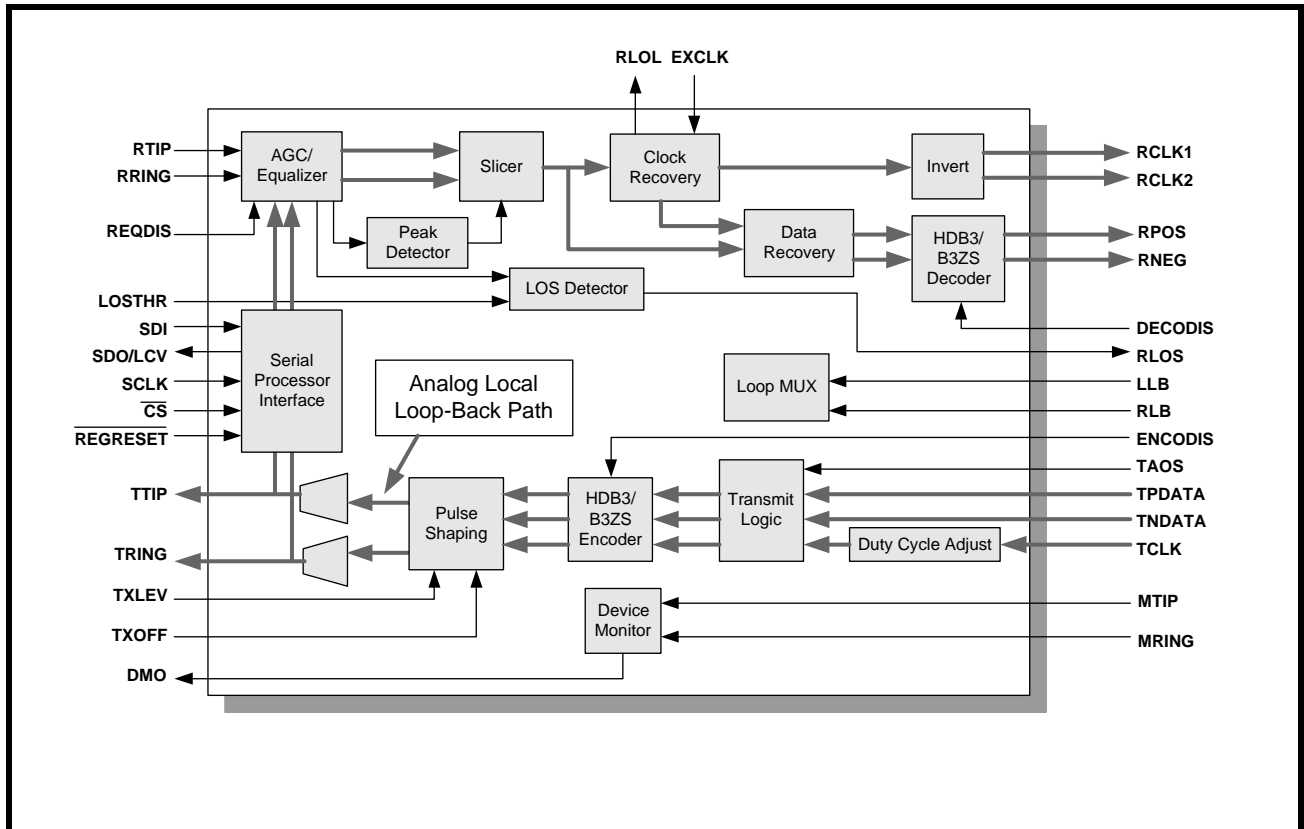 RLOL EXCLK
RTIP
RRING
REQDIS
LOSTHR
SDI
SDO/LCV
SCLK
CS
REGRESET
TTIP
TRING
TXLEV
TXOFF
DMO
AGC/
Equalizer
Slicer
Peak
Detector
LOS Detector
Clock
Recovery
Invert
Data
Recovery
HDB3/
B3ZS
Decoder
Serial
Processor
Interface
Analog Local
Loop-Back Path
Loop MUX
Pulse
Shaping
HDB3/
B3ZS
Encoder
Transmit
Logic
Duty Cycle Adjust
Device
Monitor
RCLK1
RCLK2
RPOS
RNEG
DECODIS
RLOS
LLB
RLB
ENCODIS
TAOS
TPDATA
TNDATA
TCLK
MTIP
MRING